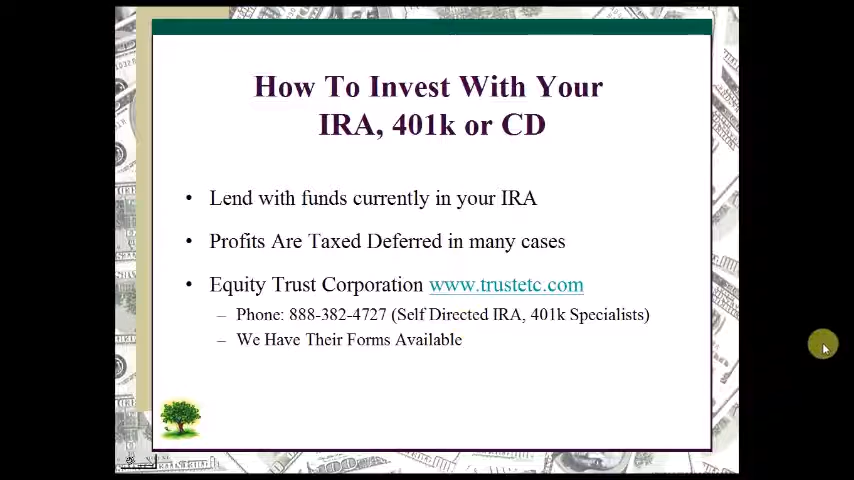 How To Invest With Your
IRA, 401k or CD
• Lend with funds currently in your IRA
• Profits Are Taxed Deferred in many cases
• Equity Trust Corporation www.trustetc.com
– Phone: 888-382-4727 (Self Directed IRA, 401k Specialists)
– We Have Their Forms Available